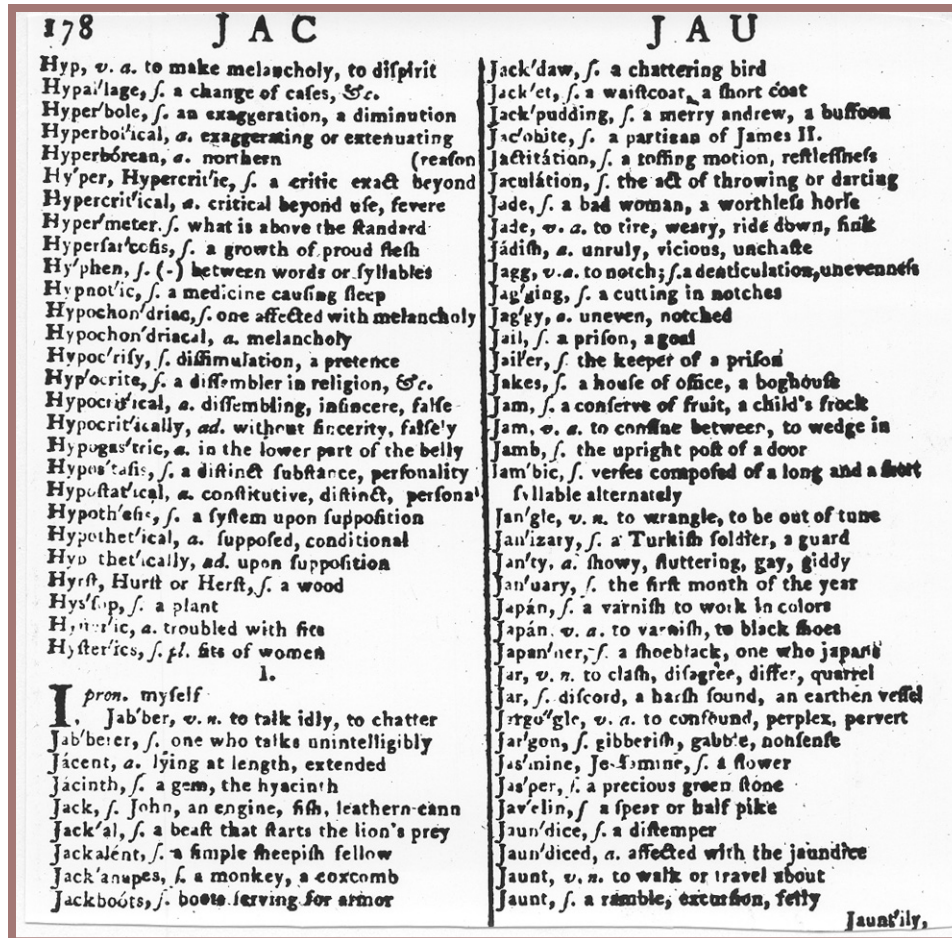 178 JAC JAU
Hyp, v. a. to make melancholy, to diſpirit
Hypal'lage, ſ. a change of caſes, &c.
Hyper'bole, ſ. an exaggeration, a diminution
Hyperbol'ical, a. exaggerating or extenuating
Hyperbórean, a. northern (reaſon
Hy'per, Hypercrit'ic, ſ. a critic exact beyond
Hypercrit'ical, a. critical beyond uſe, ſevere
Hyper'meter. ſ. what is above the ſtandard
Hyperſar'coſis, ſ. a growth of proud fleſh
Hy'phen, ſ. (-) between words or ſyllables
Hypnot'ic, ſ. a medicine cauſing ſleep
Hypochon'driac, ſ. one affected with melancholy
Hypochon'driacal, a. melancholy
Hypoc'riſy, ſ. diſſimulation, a pretence
Hyp'ocrite, ſ. a diſſembler in religion, &c.
Hypocrit'ical, a. diſſembling, inſincere, falſe
Hypocrit'ically, ad. without ſincerity, falſely
Hypogas'tric, a. in the lower part of the belly
Hypos'taſis, ſ. a diſtinct ſubſtance, perſonality
Hypoſtat'ical, a. conſtitutive, diſtinct, perſonal
Hypoth'eſis, ſ. a ſyſtem upon ſuppoſition
Hypothet'ical, a. ſuppoſed, conditional
Hypothet'ically, ad. upon ſuppoſition
Hyrſt, Hurſt or Herſt, ſ. a wood
Hys'ſop, ſ. a plant
Hyſter'ic, a. troubled with fits
Hyſter'ics, ſ. pl. fits of women
I.
I pron. myſelf
. Jab'ber, v. n. to talk idly, to chatter
Jab'berer, ſ. one who talks unintelligibly
Jácent, a. lying at length, extended
Jácinth, ſ. a gem, the hyacinth
Jack, ſ. John, an engine, fiſh, leathern-cann
Jack'al, ſ. a beaſt that ſtarts the lion's prey
Jackalént, ſ. a ſimple ſheepiſh fellow
Jack'anapes, ſ. a monkey, a coxcomb
Jackboóts, ſ. boots ſerving for armor
Jack'daw, ſ. a chattering bird
Jack'et, ſ. a waiſtcoat, a ſhort coat
Jack'pudding, ſ. a merry andrew, a buffoon
Jac'obite, ſ. a partizan of James II.
Jactitátion, ſ. a toſſing motion, reſtleſſneſs
Jaculátion, ſ. the act of throwing or darting
Jade, ſ. a bad woman, a worthleſs horſe
Jade, v. a. to tire, weary, ride down, ſink
Jádiſh, a. unruly, vicious, unchaſte
Jagg, v. a. to notch; ſ. a denticulation, unevenneſs
Jag'ging, ſ. a cutting in notches
Jag'gy, a. uneven, notched
Jail, ſ. a priſon, a goal
Jail'er, ſ. the keeper of a priſon
Jakes, ſ. a houſe of office, a boghouſe
Jam, ſ. a conſerve of fruit, a child's frock
Jam, v. a. to confine between, to wedge in
Jamb, ſ. the upright poſt of a door
Iam'bic, ſ. verſes compoſed of a long and a ſhort
ſyllable alternately
Jan'gle, v. n. to wrangle, to be out of tune
Jan'izary, ſ. a Turkiſh ſoldier, a guard
Jan'ty, a. ſhowy, fluttering, gay, giddy
Jan'uary, ſ. the firſt month of the year
Japán, ſ. a varniſh to work in colors
Japán, v. a. to varniſh, to black ſhoes
Japan'ner, ſ. a ſhoeblack, one who japans
Jar, v. n. to claſh, diſagree, differ, quarrel
Jar, ſ. diſcord, a harſh ſound, an earthen veſſel
Jargo"gle, v. a. to confound, perplex, pervert
Jar'gon, ſ. gibberiſh, gabble, nonſenſe
Jas'mine, Jeſſamine, ſ. a flower
Jas'per, ſ. a precious green ſtone
Jav'elin, ſ a ſpear or half pike
Jaun'dice, ſ. a diſtemper
Jaun'diced, a. affected with the jaundice
Jaunt, v. n. to walk or travel about
Jaunt, ſ. a ramble, excurſion, felly
Jaunt'ily,